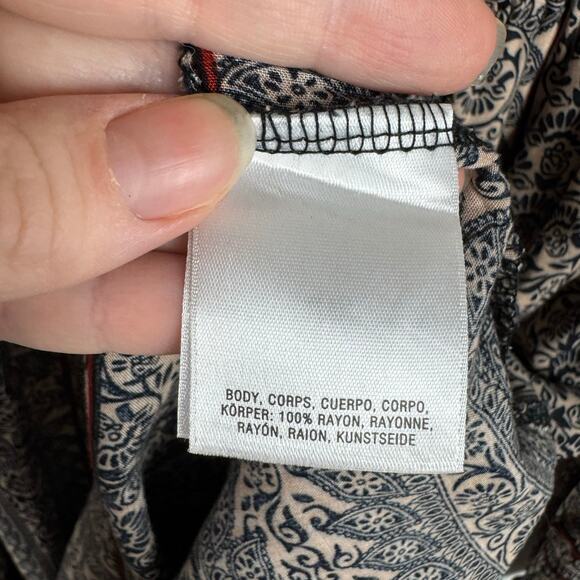 BODY, CORPS, CUERPO, CORPO,
KÖRPER: 100% RAYON, RAYONNE,
RAYÓN, RAION, KUNSTSEIDE